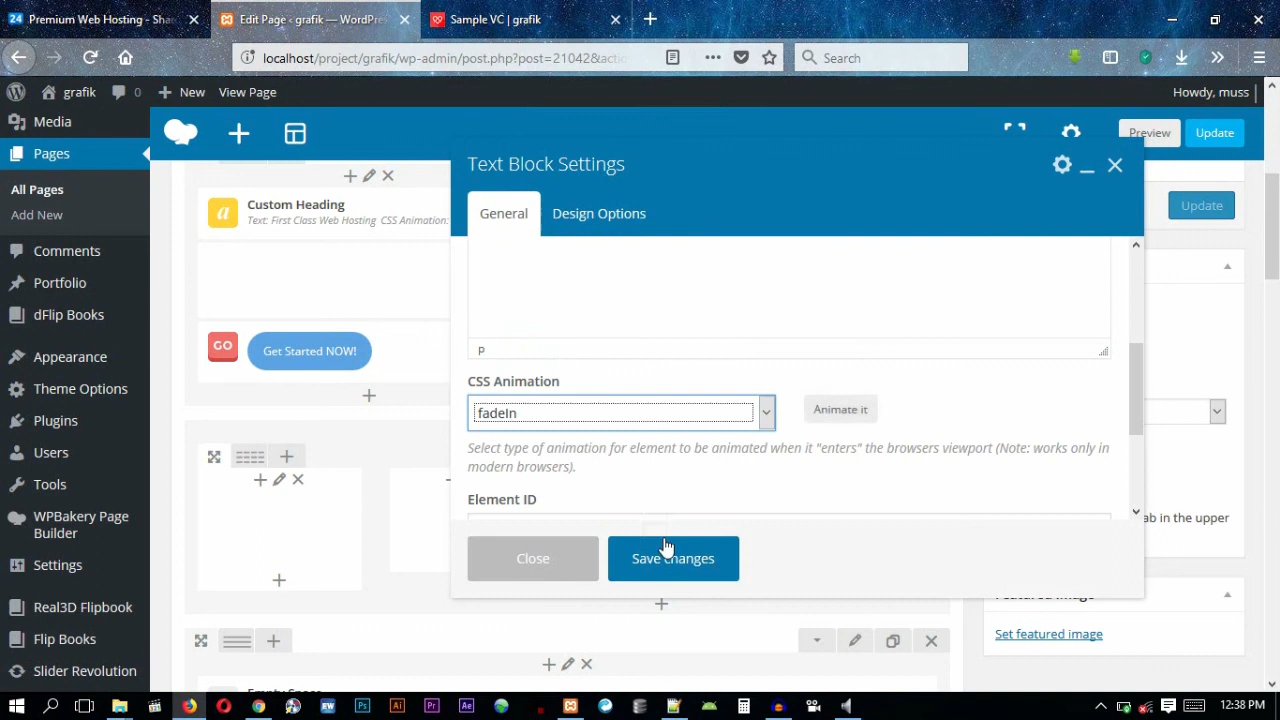 Premium Web Hosting - Sha
Edit Page ‹ grafik — WordPres
Sample VC | grafik
localhost/project/grafik/wp-admin/post.php?post=21042&actio
Search
grafik
0
New
View Page
Howdy, muss
Media
Pages
All Pages
Add New
Comments
Portfolio
dFlip Books
Appearance
Theme Options
Plugins
Users
Tools
WPBakery Page
Builder
Settings
Real3D Flipbook
Flip Books
Slider Revolution
Preview
Update
Update
Custom Heading
Text: First Class Web Hosting CSS Animation:
GO
Get Started NOW!
Text Block Settings
General
Design Options
P
CSS Animation
fadeIn
Animate it
Select type of animation for element to be animated when it "enters" the browsers viewport (Note: works only in
modern browsers).
Element ID
Close
Save changes
ab in the upper
Set featured image
12:38 PM